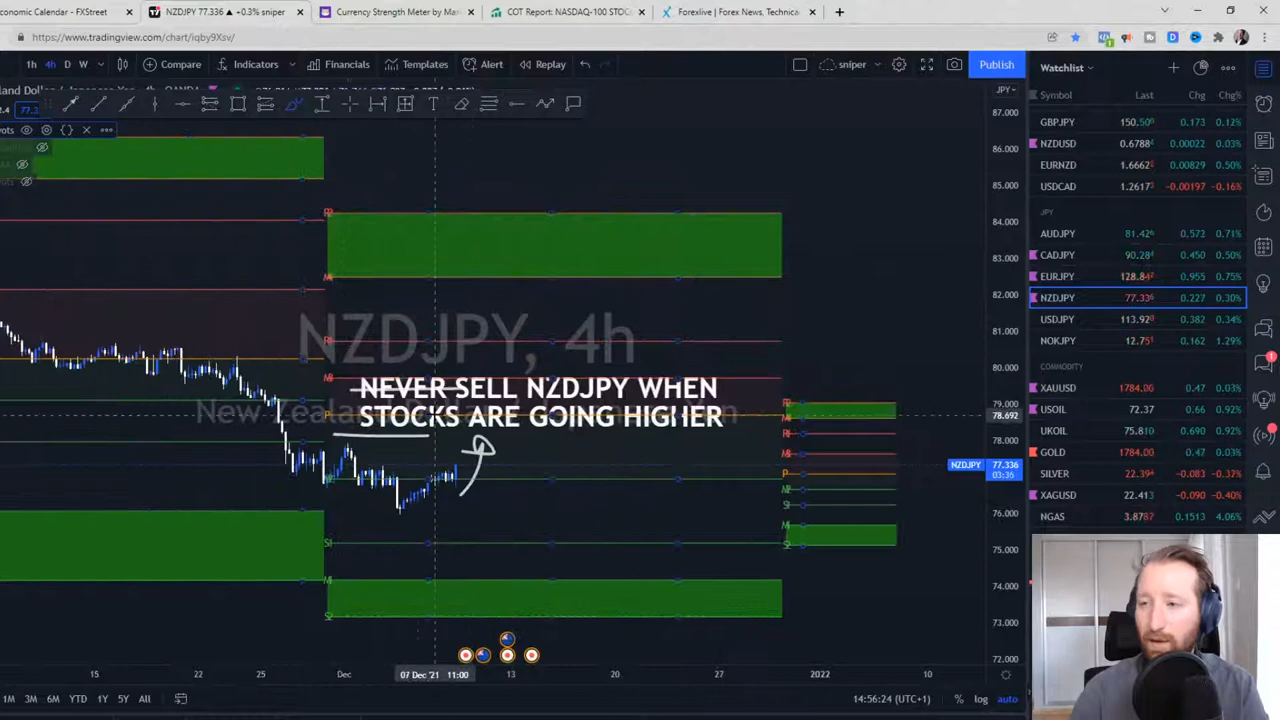 conomic Calendar - FXStreet
NZDJPY 77.336 ▲ +0.3% sniper
Currency Strength Meter by Mar
COT Report: NASDAQ-100 STOC
Forexlive | Forex News, Technica
https://www.tradingview.com/chart/iqby9Xsv/
1h 4h D W Compare Indicators Financials Templates Alert Replay sniper Publish
Watchlist
JPY
Symbol Last Chg Chg%
GBPJPY 150.50 0.173 0.12%
NZDUSD 0.6788 0.00022 0.03%
EURNZD 1.6662 0.00829 0.50%
USDCAD 1.2617 -0.00197 -0.16%
JPY
AUDJPY 81.42 0.572 0.71%
CADJPY 90.28 0.450 0.50%
EURJPY 128.84 0.955 0.75%
NZDJPY 77.33 0.227 0.30%
USDJPY 113.92 0.382 0.34%
NOKJPY 12.75 0.162 1.29%
COMMODITY
XAUUSD 1784.06 0.47 0.03%
USOIL 72.37 0.66 0.92%
UKOIL 75.810 0.690 0.92%
GOLD 1784.00 0.47 0.03%
SILVER 22.39 -0.083 -0.32%
XAGUSD 22.413 -0.090 -0.40%
NGAS 3.8787 0.1513 4.06%
NZDJPY, 4h
NEVER SELL NZDJPY WHEN
STOCKS ARE GOING HIGHER
87.000
86.000
85.000
84.000
83.000
82.000
81.000
80.000
79.000
78.692
78.000
NZDJPY 77.336
03:36
76.000
75.000
74.000
73.000
72.000
15 22 25 Dec 07 Dec '21 11:00 13 20 27 2022 10
1M 3M 6M YTD 1Y 5Y All
14:56:24 (UTC+1) % log auto